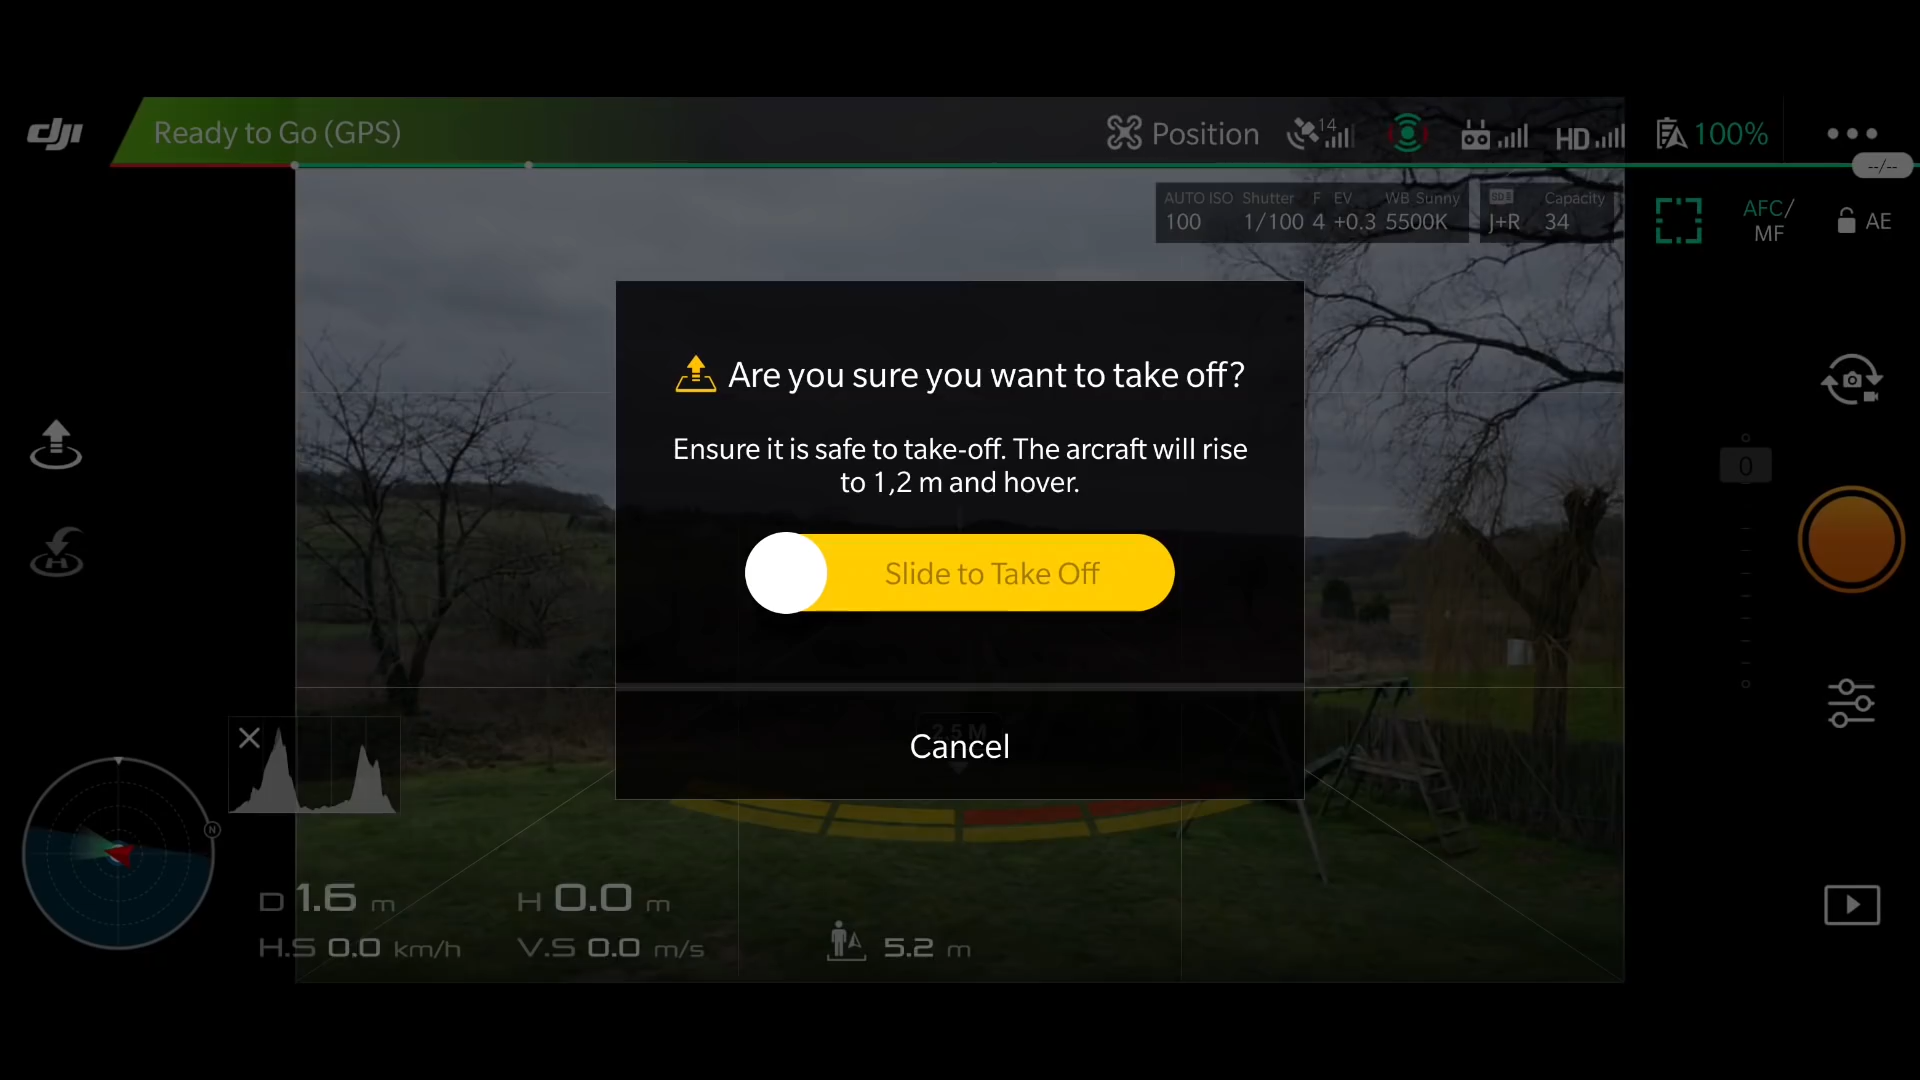 dji
Ready to Go (GPS)
Position
14
HD
100%
--/--
AUTO ISO Shutter F EV WB Sunny
100 1/100 4 +0.3 5500K
Capacity
J+R 34
AFC/
MF
AE
Are you sure you want to take off?
Ensure it is safe to take-off. The arcraft will rise
to 1,2 m and hover.
0
Slide to Take Off
H
2.5 M
Cancel
N
D 1.6 m
H 0.0 m
H.S 0.0 km/h
V.S 0.0 m/s
5.2 m